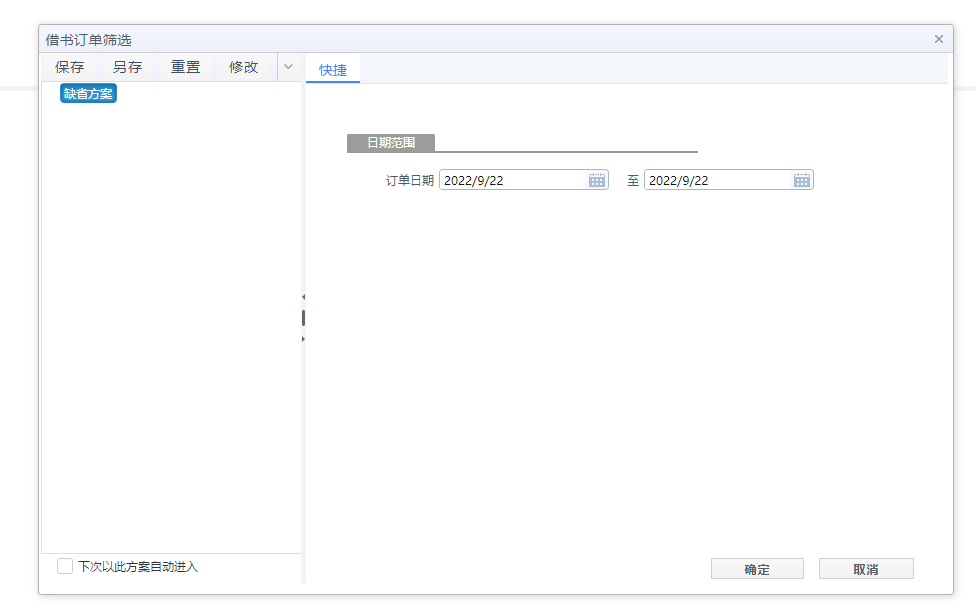 借书订单筛选
保存 另存 重置 修改 快捷
缺省方案
日期范围
订单日期 2022/9/22 至 2022/9/22
下次以此方案自动进入
确定 取消